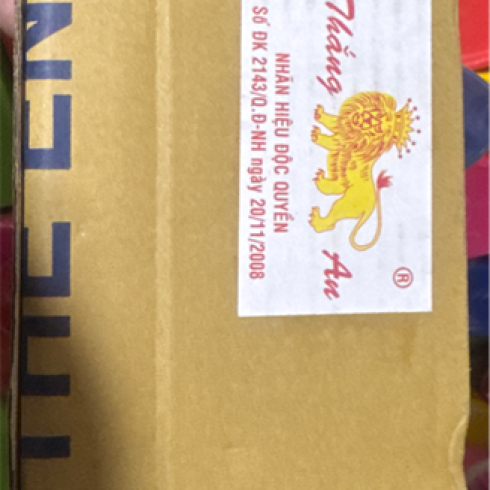 Thắng
An
®
NHÃN HIỆU ĐỘC QUYỀN
Số ĐK 2143/Q.Đ-NH ngày 20/11/2008